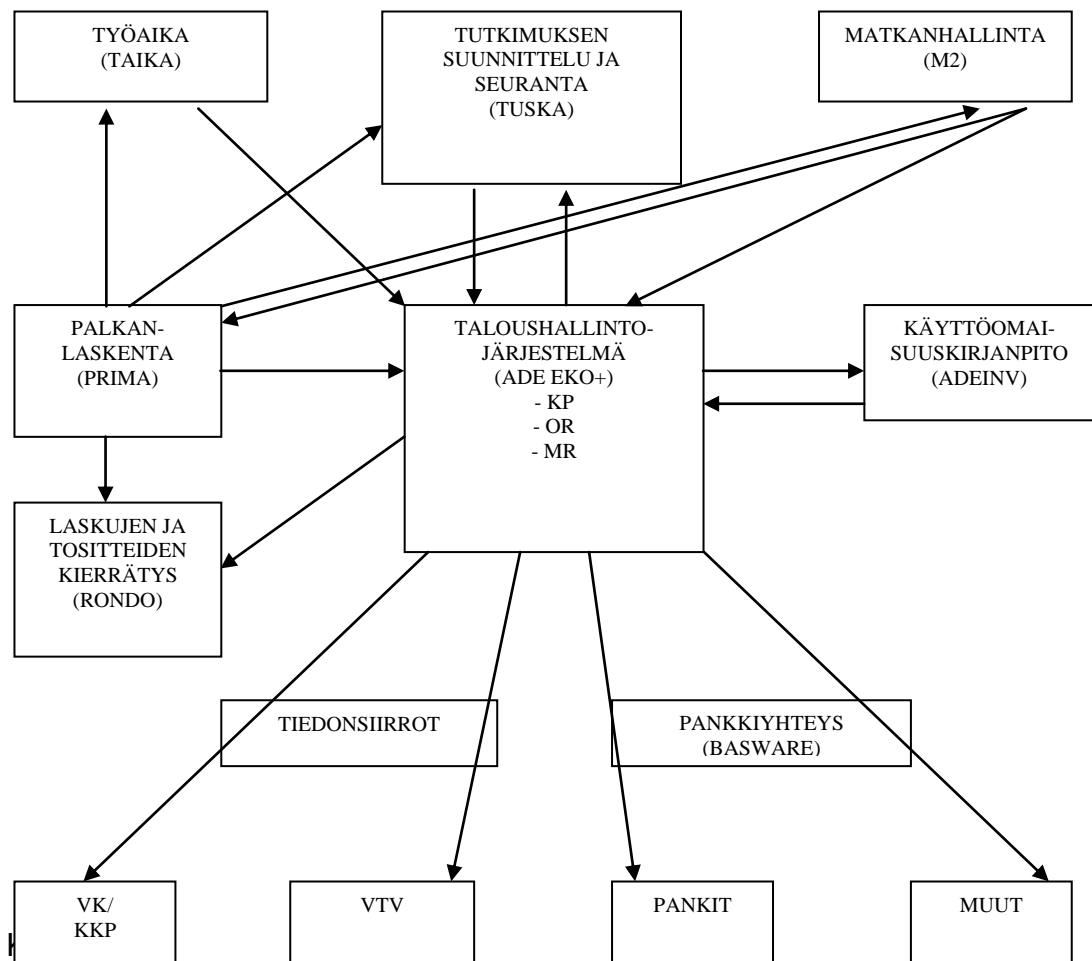 TYÖAIKA
(TAIKA)
TUTKIMUKSEN
SUUNNITTELU JA
SEURANTA
(TUSKA)
MATKANHALLINTA
(M2)
PALKAN-
LASKENTA
(PRIMA)
TALOUSHALLINTO-
JÄRJESTELMÄ
(ADE EKO+)
- KP
- OR
- MR
KÄYTTÖOMAI-
SUUSKIRJANPITO
(ADEINV)
LASKUJEN JA
TOSITTEIDEN
KIERRÄTYS
(RONDO)
TIEDONSIIRROT
PANKKIYHTEYS
(BASWARE)
VK/
KKP
VTV
PANKIT
MUUT